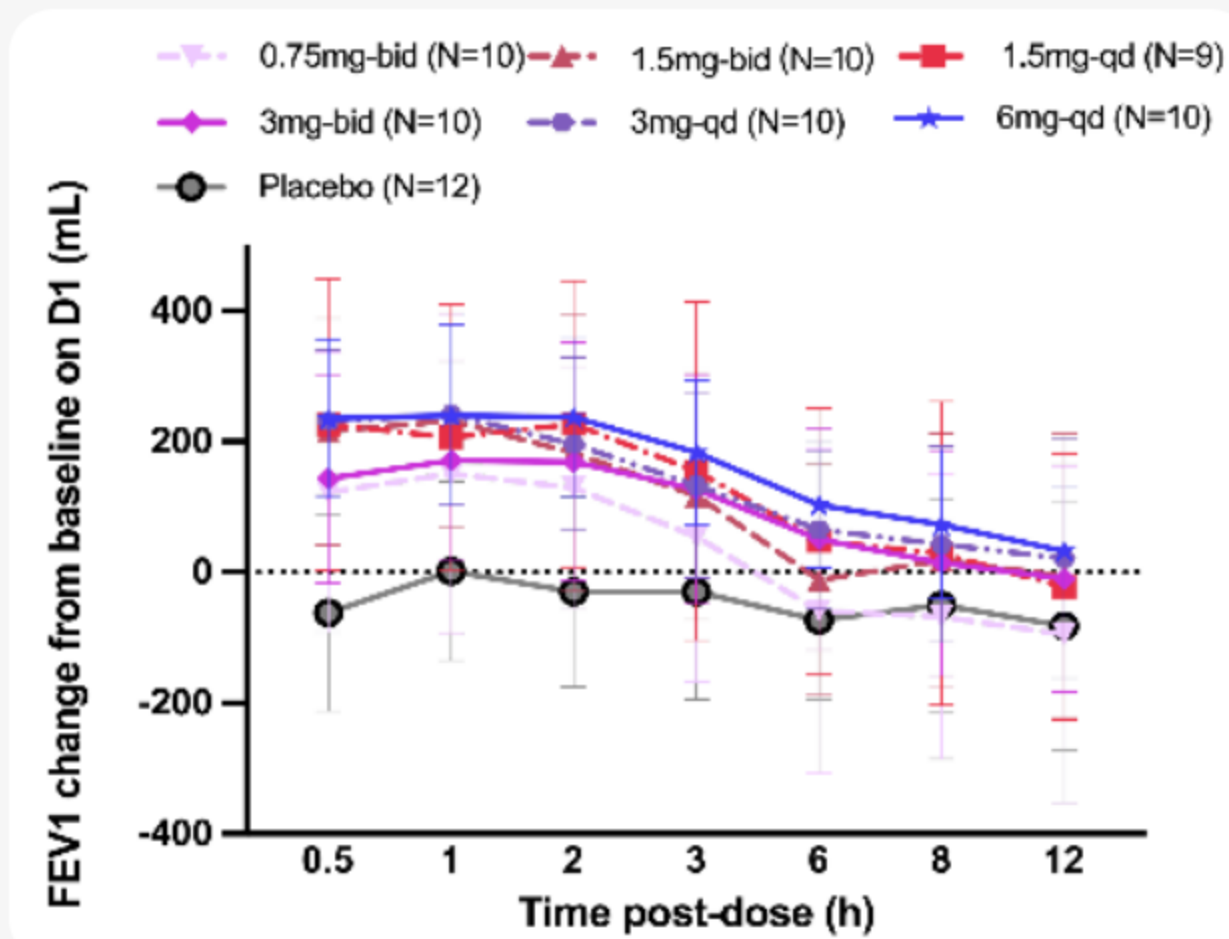 0.75mg-bid (N=10) 1.5mg-bid (N=10) 1.5mg-qd (N=9)
3mg-bid (N=10) 3mg-qd (N=10) 6mg-qd (N=10)
Placebo (N=12)
FEV1 change from baseline on D1 (mL)
400
200
0
-200
-400
0.5 1 2 3 6 8 12
Time post-dose (h)